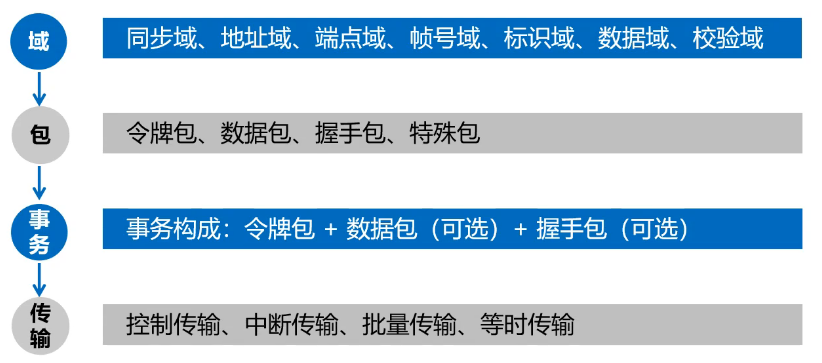 域
同步域、地址域、端点域、帧号域、标识域、数据域、校验域
包
令牌包、数据包、握手包、特殊包
事务
事务构成：令牌包 + 数据包（可选）+ 握手包（可选）
传输
控制传输、中断传输、批量传输、等时传输